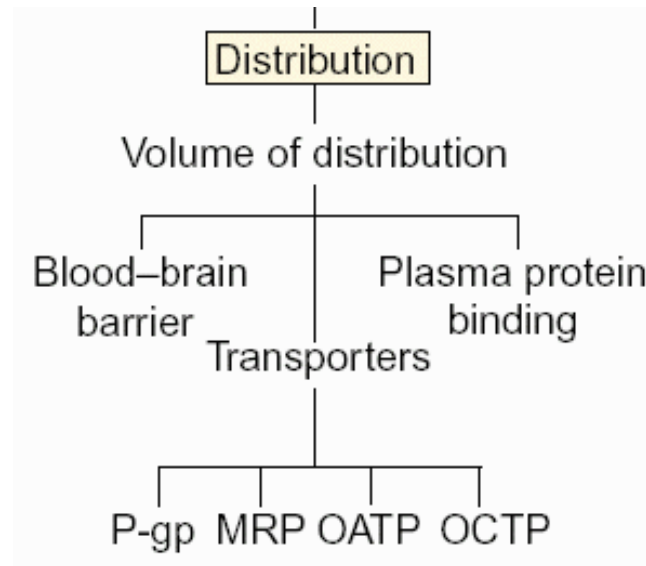 Distribution
Volume of distribution
Blood–brain
barrier
Plasma protein
binding
Transporters
P-gp MRP OATP OCTP